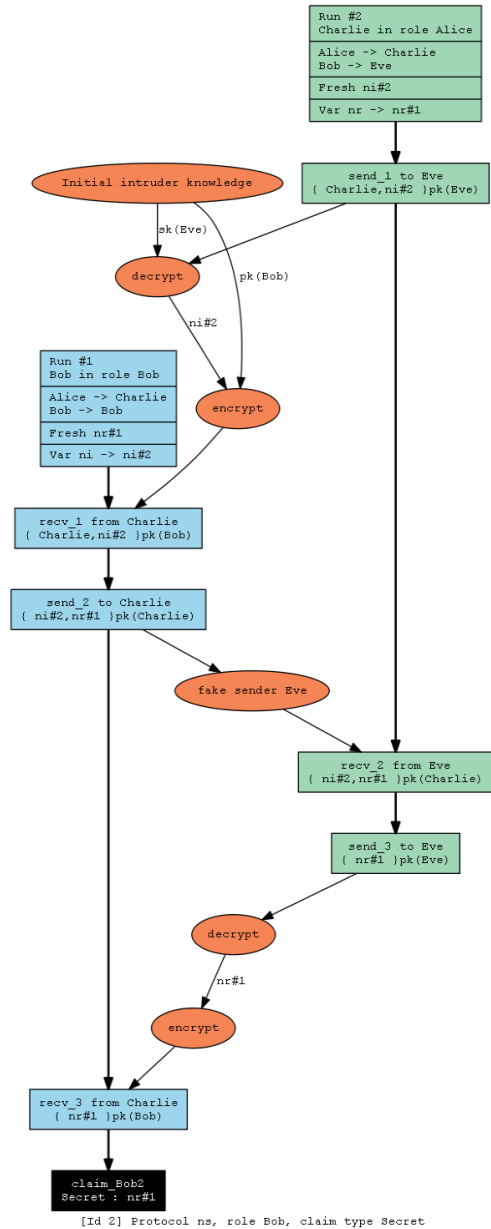 Run #2
Charlie in role Alice
Alice -> Charlie
Bob -> Eve
Fresh ni#2
Var nr -> nr#1
send_1 to Eve
{ Charlie,ni#2 }pk(Eve)
Initial intruder knowledge
sk(Eve)
decrypt
pk(Bob)
ni#2
Run #1
Bob in role Bob
Alice -> Charlie
Bob -> Bob
Fresh nr#1
Var ni -> ni#2
encrypt
recv_1 from Charlie
{ Charlie,ni#2 }pk(Bob)
send_2 to Charlie
{ ni#2,nr#1 }pk(Charlie)
fake sender Eve
recv_2 from Eve
{ ni#2,nr#1 }pk(Charlie)
send_3 to Eve
{ nr#1 }pk(Eve)
decrypt
nr#1
encrypt
recv_3 from Charlie
{ nr#1 }pk(Bob)
claim_Bob2
Secret : nr#1
[Id 2] Protocol ns, role Bob, claim type Secret